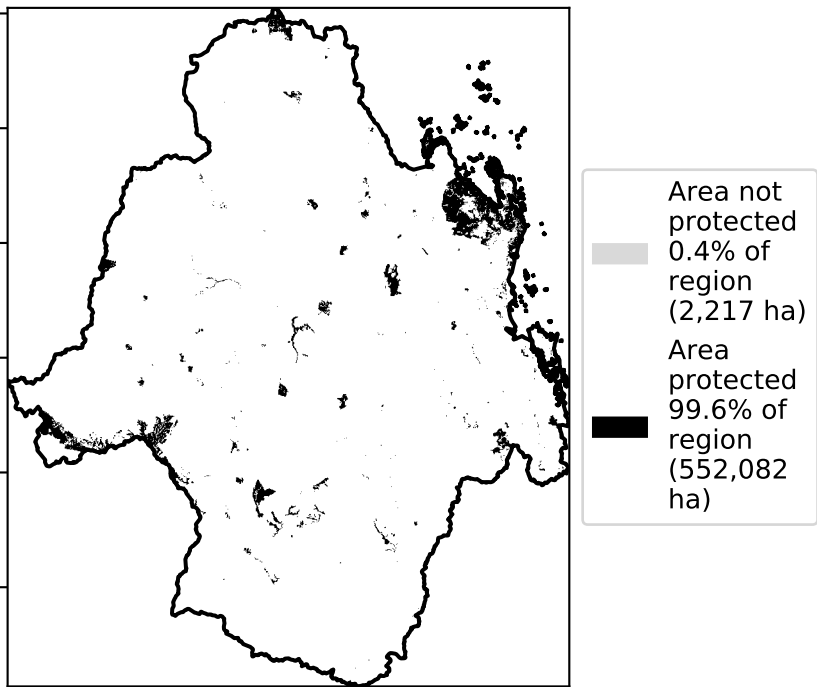 Area not
protected
0.4% of
region
(2,217 ha)
Area
protected
99.6% of
region
(552,082
ha)